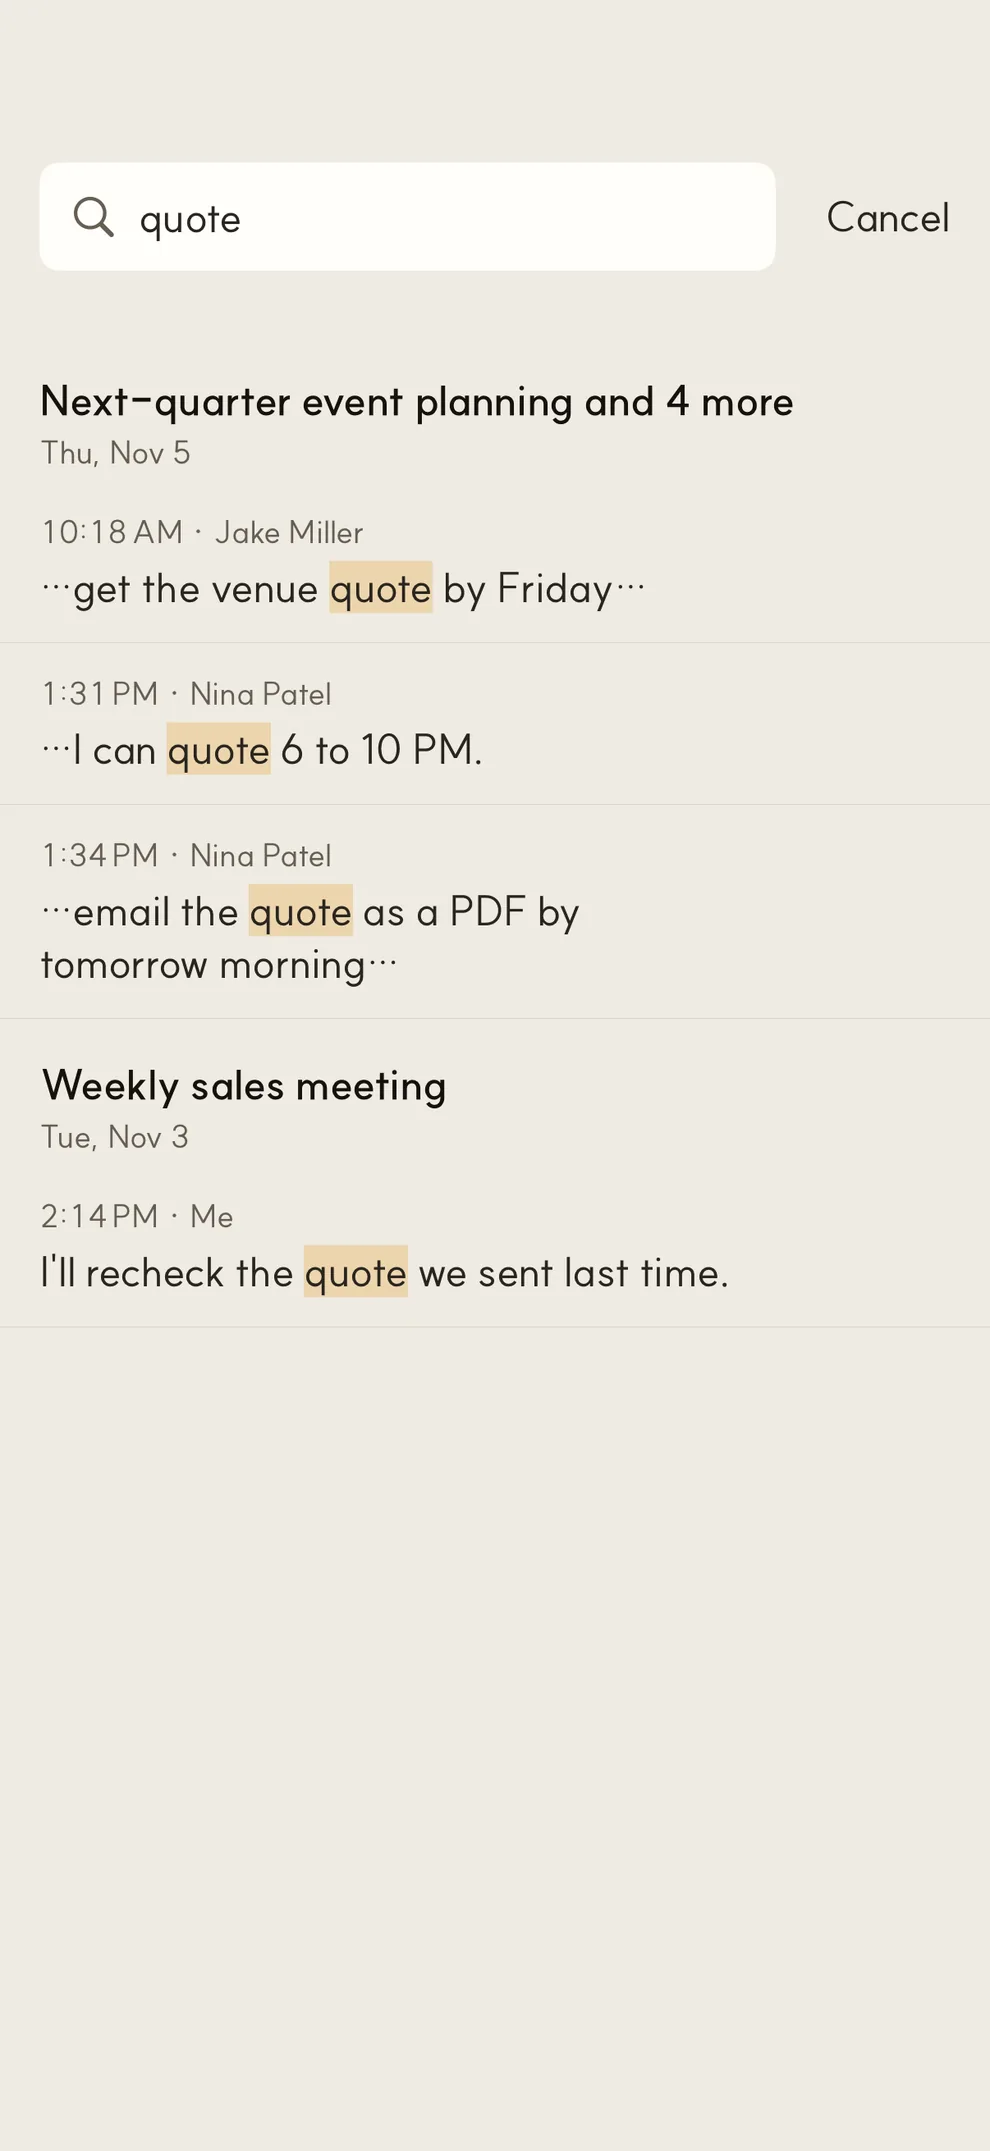 quote
Cancel
Next-quarter event planning and 4 more
Thu, Nov 5
10:18 AM · Jake Miller
···get the venue quote by Friday···
1:31 PM · Nina Patel
···I can quote 6 to 10 PM.
1:34 PM · Nina Patel
···email the quote as a PDF by
tomorrow morning···
Weekly sales meeting
Tue, Nov 3
2:14 PM · Me
I'll recheck the quote we sent last time.